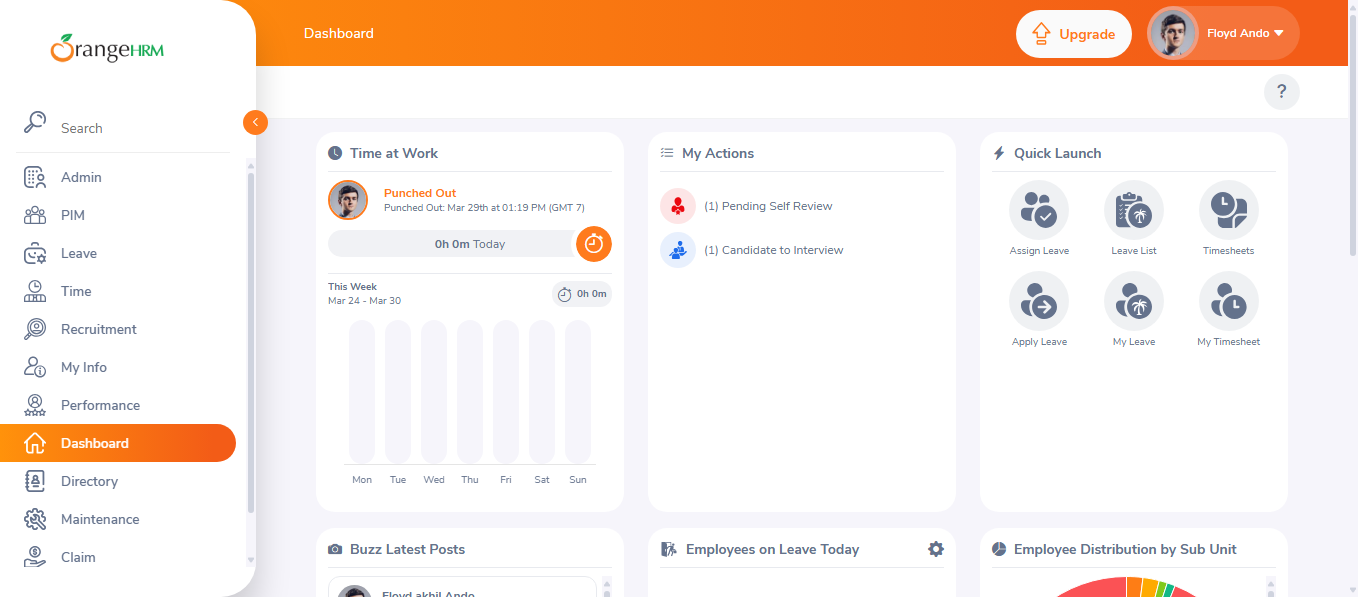 OrangeHRM
Dashboard
Upgrade
Floyd Ando
?
Search
Admin
PIM
Leave
Time
Recruitment
My Info
Performance
Dashboard
Directory
Maintenance
Claim
Time at Work
Punched Out
Punched Out: Mar 29th at 01:19 PM (GMT 7)
0h 0m Today
This Week
Mar 24 - Mar 30
0h 0m
Mon Tue Wed Thu Fri Sat Sun
My Actions
(1) Pending Self Review
(1) Candidate to Interview
Quick Launch
Assign Leave
Leave List
Timesheets
Apply Leave
My Leave
My Timesheet
Buzz Latest Posts
Floyd akhil Ando
Employees on Leave Today
Employee Distribution by Sub Unit